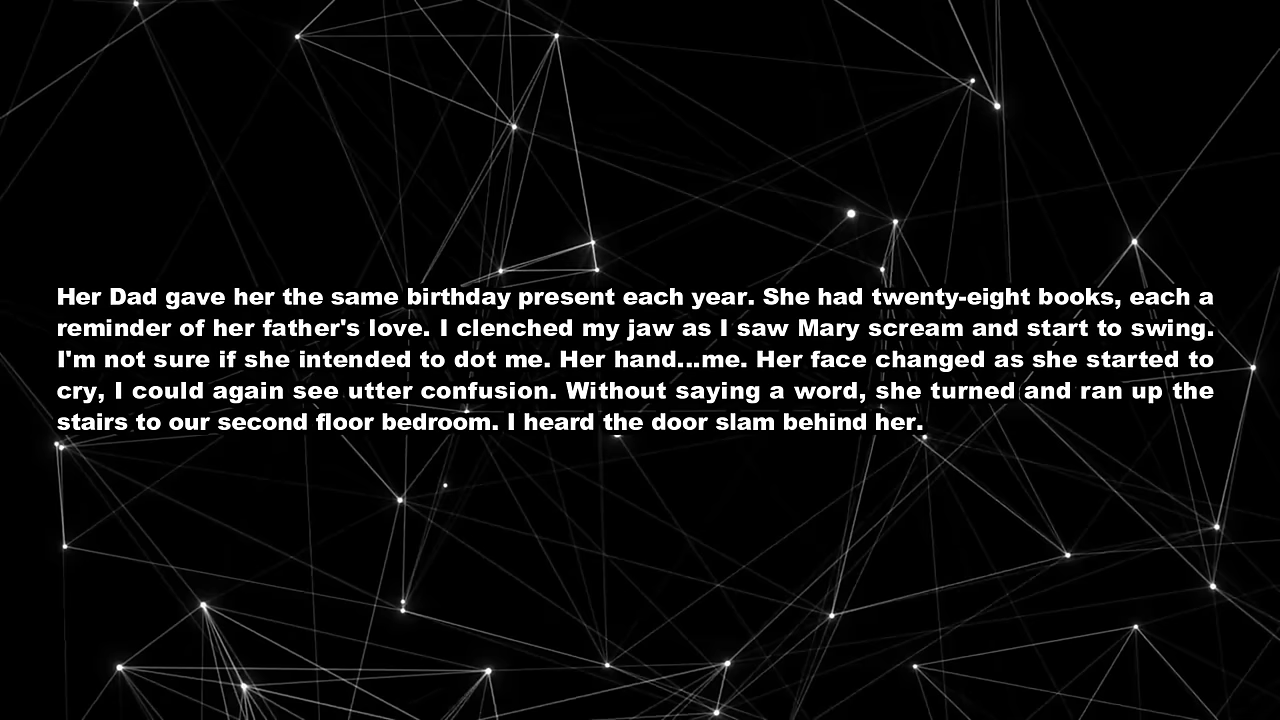 Her Dad gave her the same birthday present each year. She had twenty-eight books, each a
reminder of her father's love. I clenched my jaw as I saw Mary scream and start to swing.
I'm not sure if she intended to dot me. Her hand...me. Her face changed as she started to
cry, I could again see utter confusion. Without saying a word, she turned and ran up the
stairs to our second floor bedroom. I heard the door slam behind her.